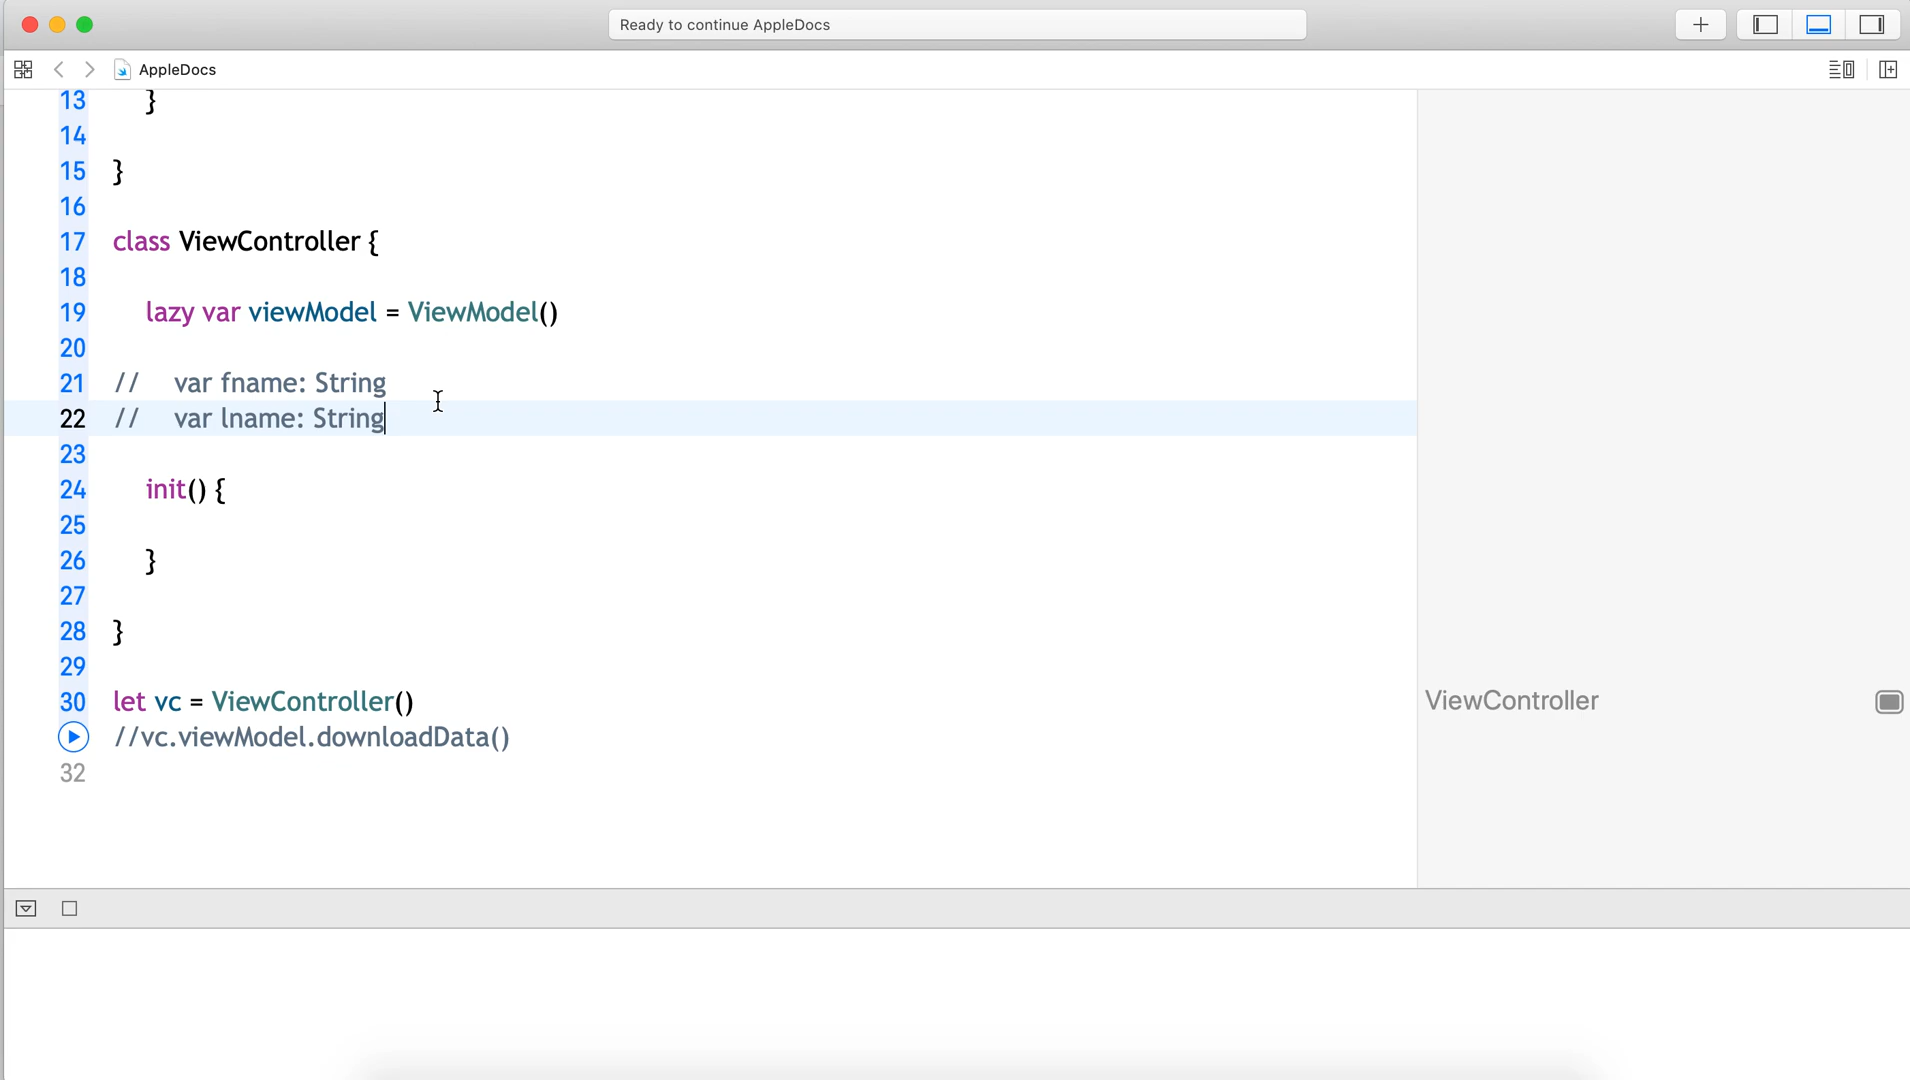 Ready to continue AppleDocs
AppleDocs
13 }
14
15 }
16
17 class ViewController {
18
19 lazy var viewModel = ViewModel()
20
21 // var fname: String
22 // var lname: String
23
24 init() {
25
26 }
27
28 }
29
30 let vc = ViewController() ViewController
//vc.viewModel.downloadData()
32